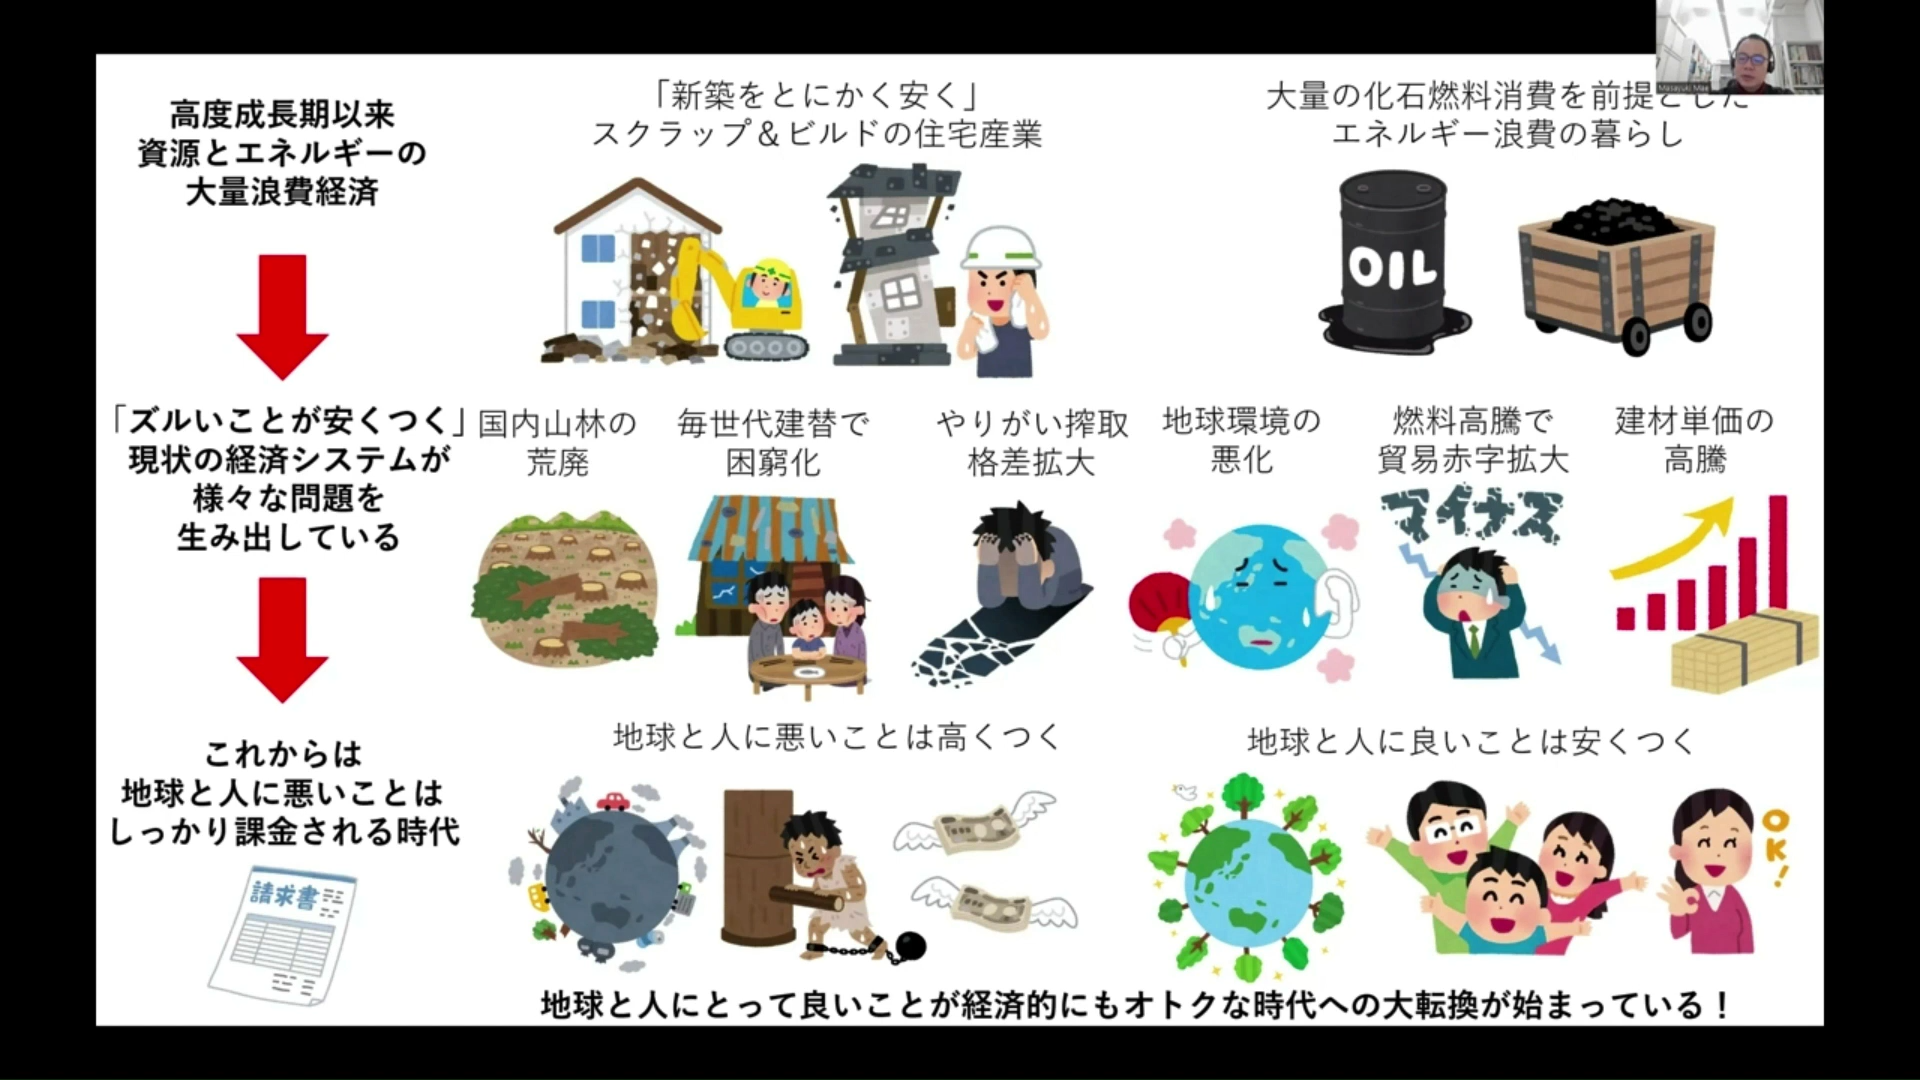 高度成長期以来
資源とエネルギーの
大量浪費経済
「新築をとにかく安く」
スクラップ＆ビルドの住宅産業
大量の化石燃料消費を前提とした
エネルギー浪費の暮らし
OIL
Masayuki Mae
「ズルいことが安くつく」
現状の経済システムが
様々な問題を
生み出している
国内山林の
荒廃
毎世代建替で
困窮化
やりがい搾取
格差拡大
地球環境の
悪化
燃料高騰で
貿易赤字拡大
マイナス
建材単価の
高騰
これからは
地球と人に悪いことは
しっかり課金される時代
請求書
地球と人に悪いことは高くつく
地球と人に良いことは安くつく
OK!
地球と人にとって良いことが経済的にもオトクな時代への大転換が始まっている！